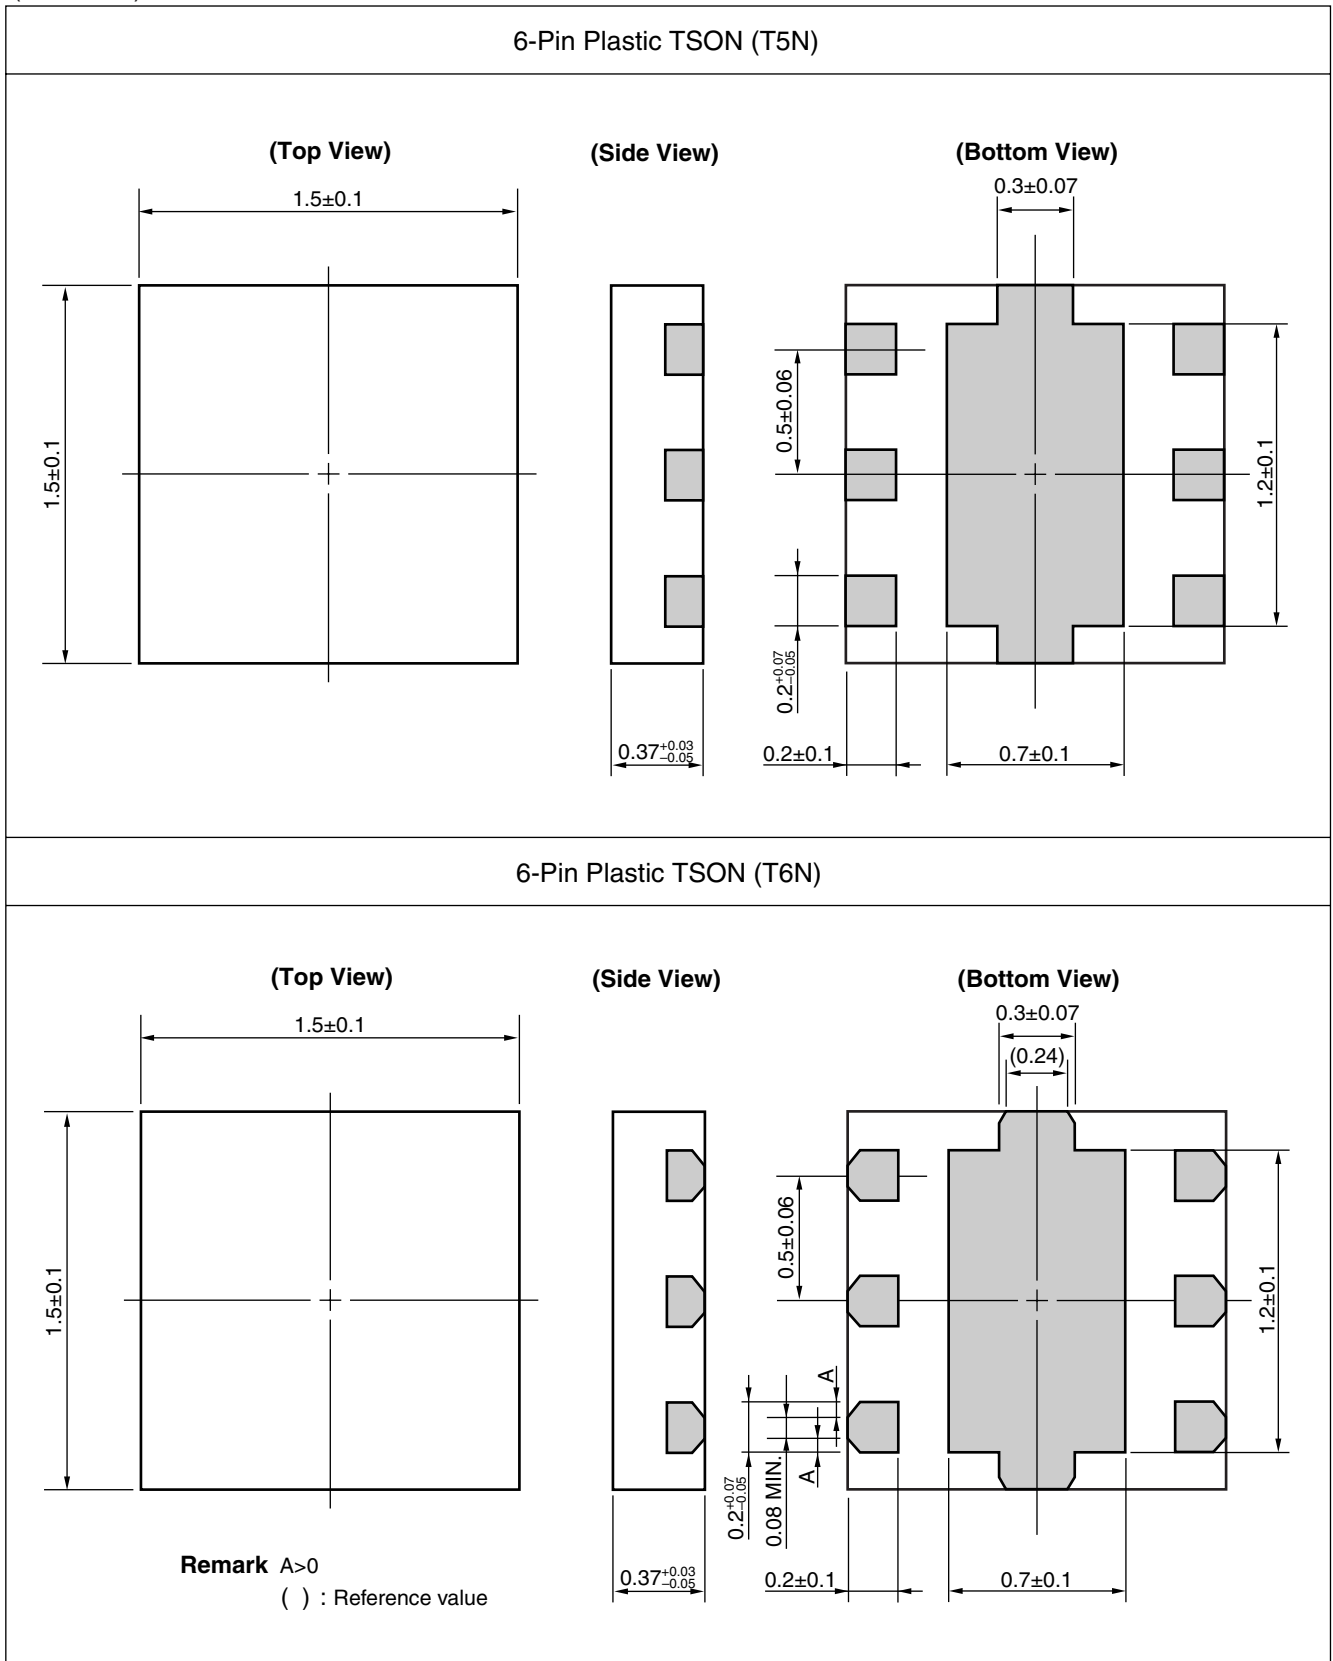 6-Pin Plastic TSON (T5N)
(Top View)
(Side View)
(Bottom View)
1.5±0.1
0.3±0.07
1.5±0.1
0.5±0.06
1.2±0.1
0.2+0.07−0.05
0.37+0.03−0.05
0.2±0.1
0.7±0.1
6-Pin Plastic TSON (T6N)
(Top View)
(Side View)
(Bottom View)
1.5±0.1
0.3±0.07
(0.24)
1.5±0.1
0.5±0.06
1.2±0.1
A
A
0.2+0.07−0.05
0.08 MIN.
0.37+0.03−0.05
0.2±0.1
0.7±0.1
Remark A>0
( ) : Reference value